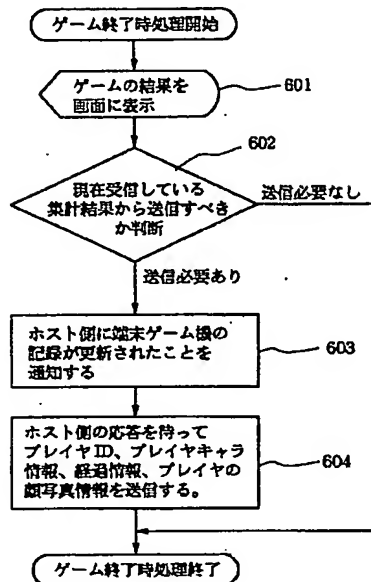 ゲーム終了時処理開始
ゲームの結果を
画面に表示
601
602
現在受信している
集計結果から送信すべき
か判断
送信必要なし
送信必要あり
ホスト側に端末ゲーム機の
記録が更新されたことを
通知する
603
ホスト側の応答を待って
プレイヤID、プレイヤキャラ
情報、経過情報、プレイヤの
顔写真情報を送信する。
604
ゲーム終了時処理終了